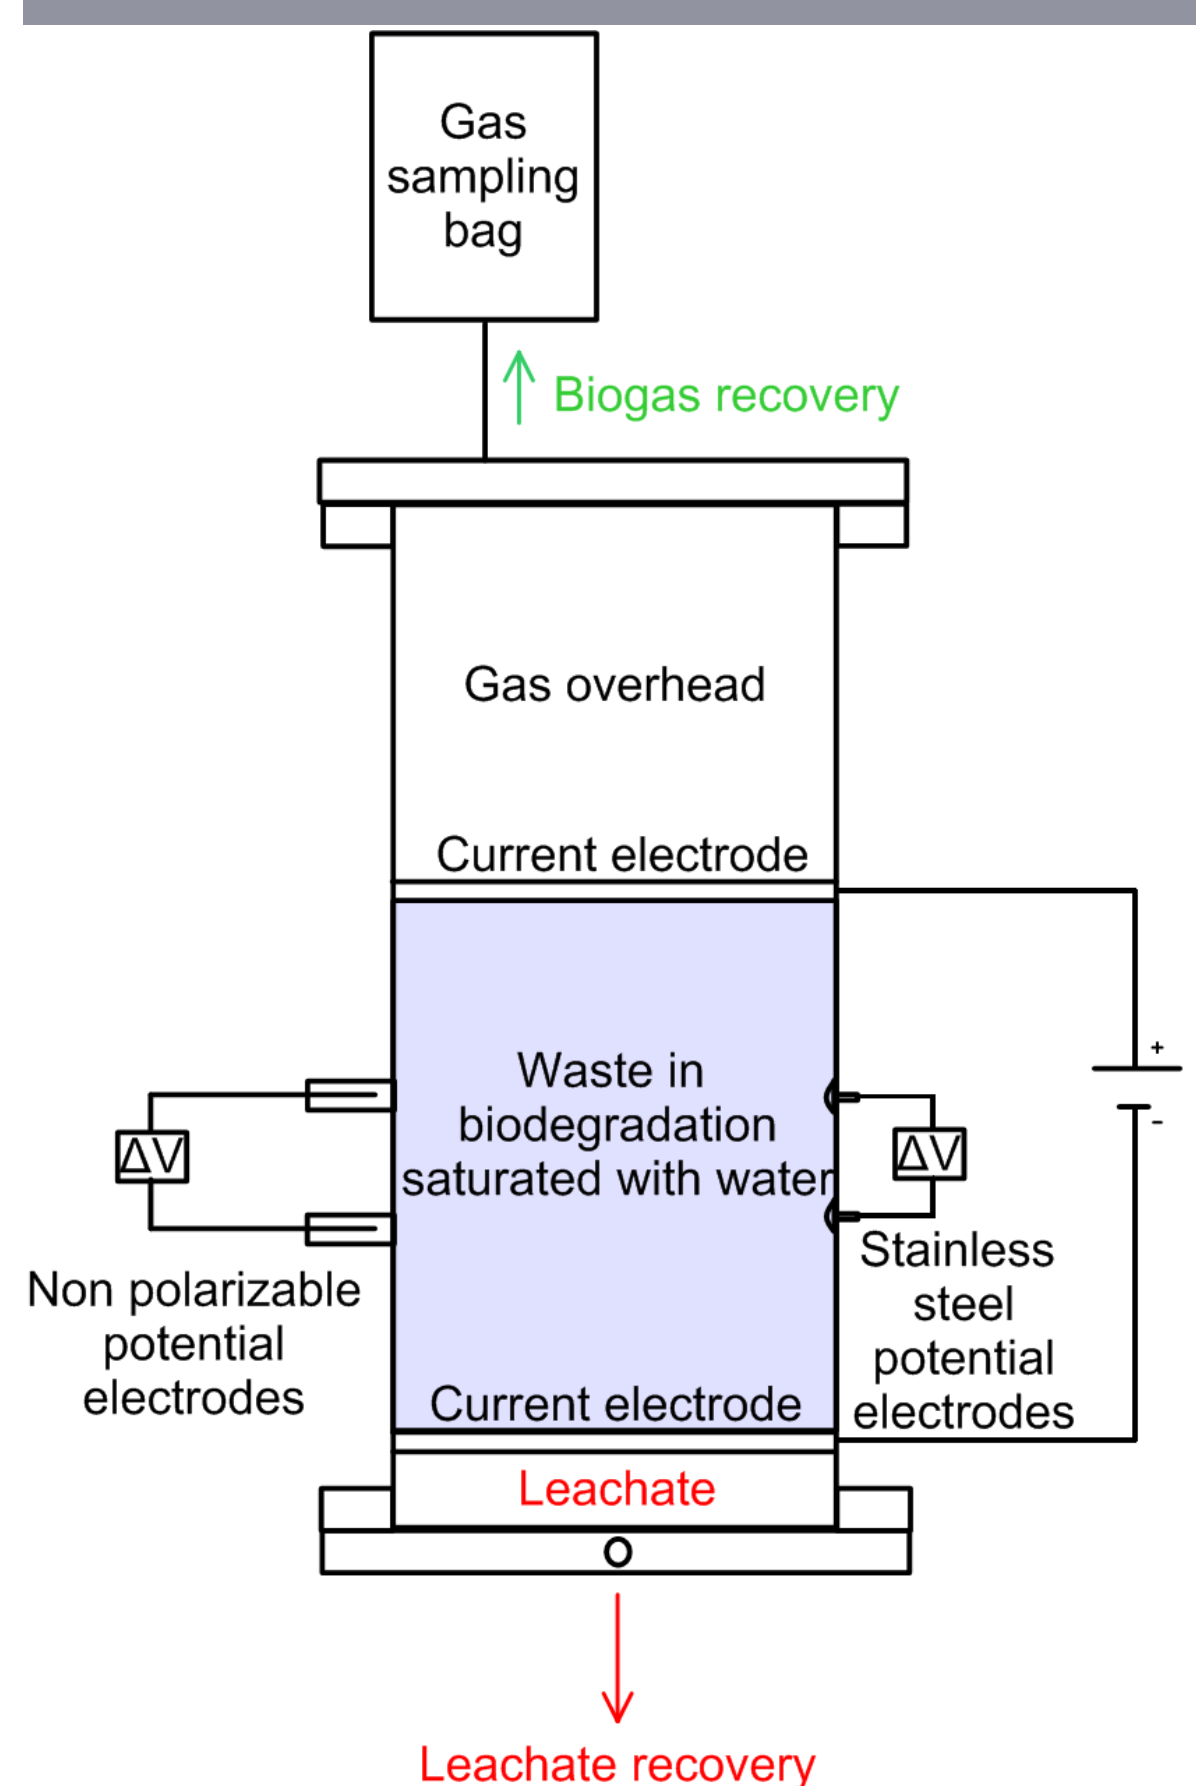 Gas
sampling
bag
Biogas recovery
Gas overhead
Current electrode
Waste in
biodegradation
saturated with water
+
-
ΔV
ΔV
Non polarizable
potential
electrodes
Stainless
steel
potential
electrodes
Current electrode
Leachate
Leachate recovery